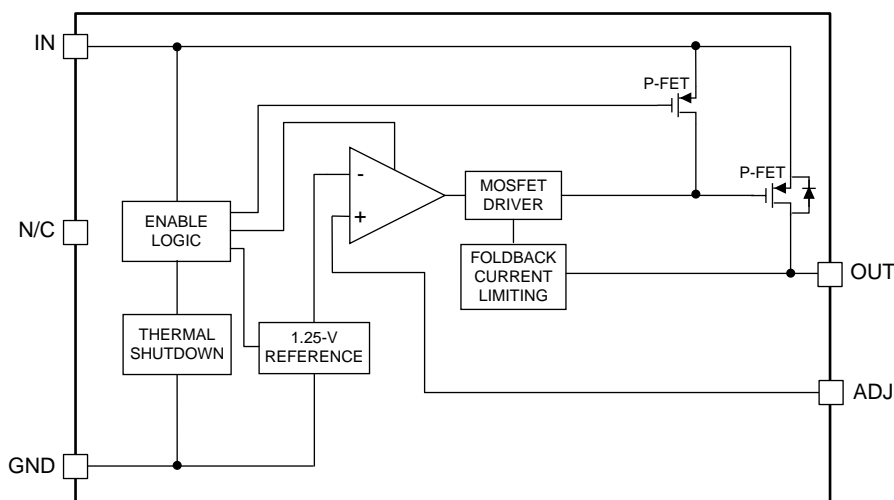 IN
P-FET
P-FET
-
+
MOSFET
DRIVER
N/C
ENABLE
LOGIC
FOLDBACK
CURRENT
LIMITING
OUT
THERMAL
SHUTDOWN
1.25-V
REFERENCE
ADJ
GND